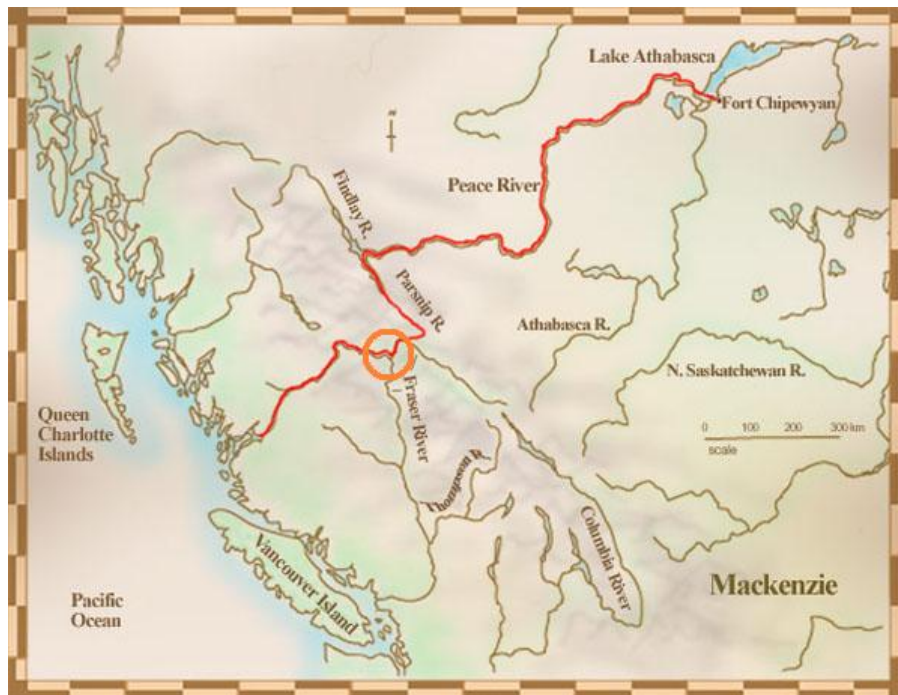 Lake Athabasca
Fort Chipewyan
N
Peace River
Findlay R.
Parsnip R.
Athabasca R.
N. Saskatchewan R.
Queen
Charlotte
Islands
Fraser River
0 100 200 300 km
scale
Thompson R.
Columbia River
Vancouver Island
Mackenzie
Pacific
Ocean